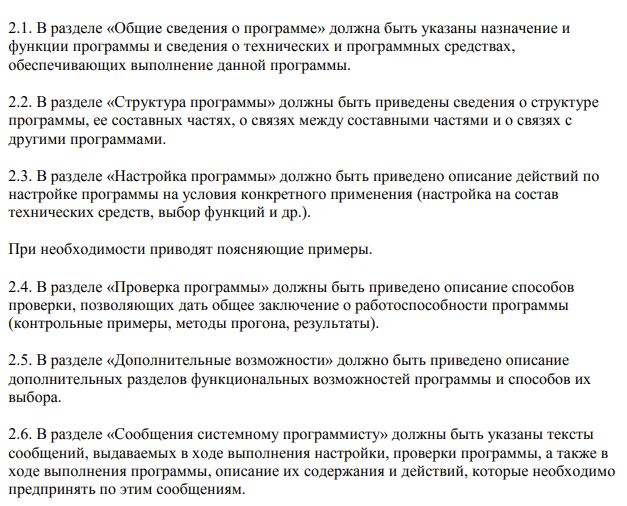 2.1. В разделе «Общие сведения о программе» должна быть указаны назначение и
функции программы и сведения о технических и программных средствах,
обеспечивающих выполнение данной программы.
2.2. В разделе «Структура программы» должны быть приведены сведения о структуре
программы, ее составных частях, о связях между составными частями и о связях с
другими программами.
2.3. В разделе «Настройка программы» должно быть приведено описание действий по
настройке программы на условия конкретного применения (настройка на состав
технических средств, выбор функций и др.).
При необходимости приводят поясняющие примеры.
2.4. В разделе «Проверка программы» должны быть приведено описание способов
проверки, позволяющих дать общее заключение о работоспособности программы
(контрольные примеры, методы прогона, результаты).
2.5. В разделе «Дополнительные возможности» должно быть приведено описание
дополнительных разделов функциональных возможностей программы и способов их
выбора.
2.6. В разделе «Сообщения системному программисту» должны быть указаны тексты
сообщений, выдаваемых в ходе выполнения настройки, проверки программы, а также в
ходе выполнения программы, описание их содержания и действий, которые необходимо
предпринять по этим сообщениям.